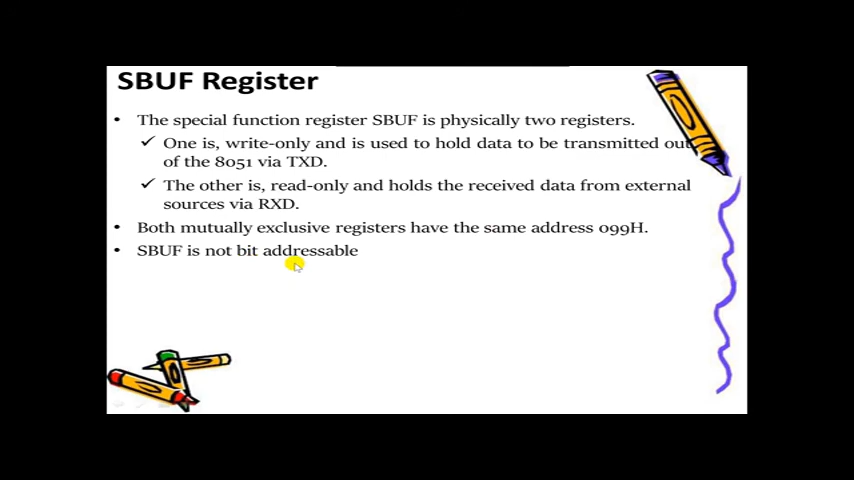 SBUF Register
• The special function register SBUF is physically two registers.
✓ One is, write-only and is used to hold data to be transmitted out
of the 8051 via TXD.
✓ The other is, read-only and holds the received data from external
sources via RXD.
• Both mutually exclusive registers have the same address 099H.
• SBUF is not bit addressable